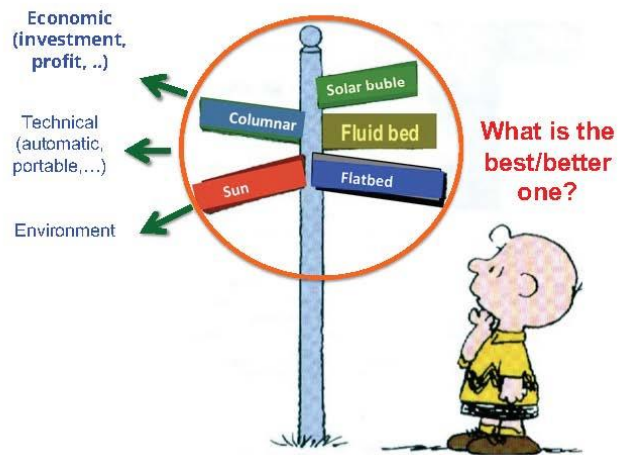 Economic
(investment,
profit, ..)
Technical
(automatic,
portable,...)
Environment
Solar buble
Columnar
Fluid bed
Sun
Flatbed
What is the
best/better
one?